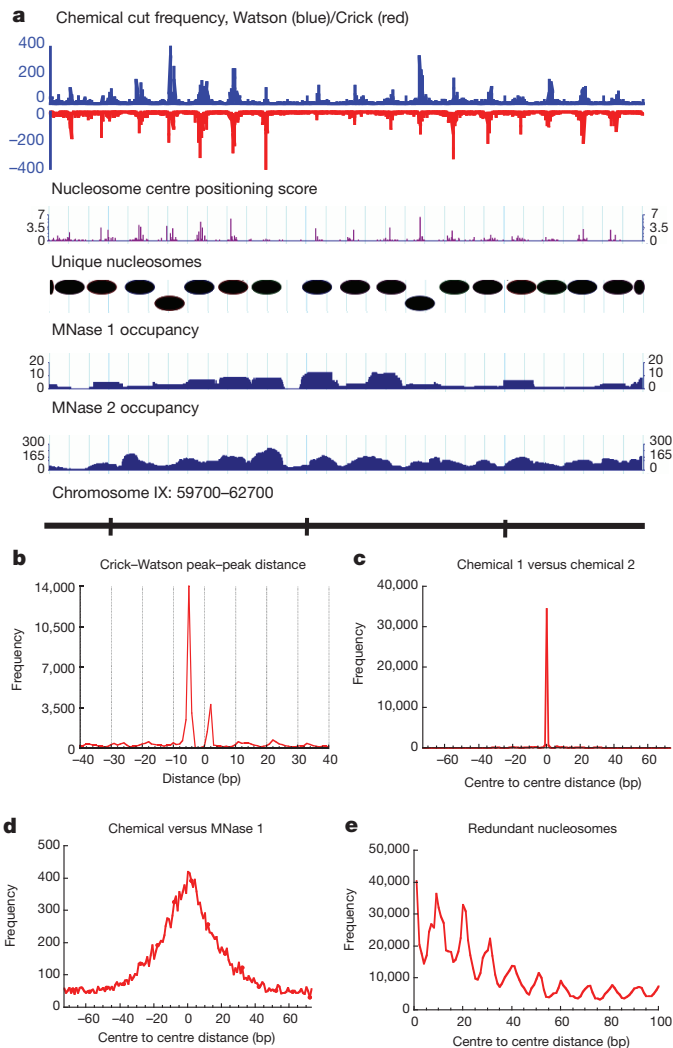 a Chemical cut frequency, Watson (blue)/Crick (red)
400
200
0
0
−200
−400
Nucleosome centre positioning score
7 7
3.5 3.5
0 0
Unique nucleosomes
MNase 1 occupancy
20 20
10 10
0 0
MNase 2 occupancy
300 300
165 165
0 0
Chromosome IX: 59700–62700
b Crick–Watson peak–peak distance
14,000
10,500
7,000
3,500
0
Frequency
−40 −30 −20 −10 0 10 20 30 40
Distance (bp)
c Chemical 1 versus chemical 2
40,000
30,000
20,000
10,000
0
Frequency
−60 −40 −20 0 20 40 60
Centre to centre distance (bp)
d Chemical versus MNase 1
500
400
300
200
100
0
Frequency
−60 −40 −20 0 20 40 60
Centre to centre distance (bp)
e Redundant nucleosomes
50,000
40,000
30,000
20,000
10,000
0
Frequency
0 20 40 60 80 100
Centre to centre distance (bp)